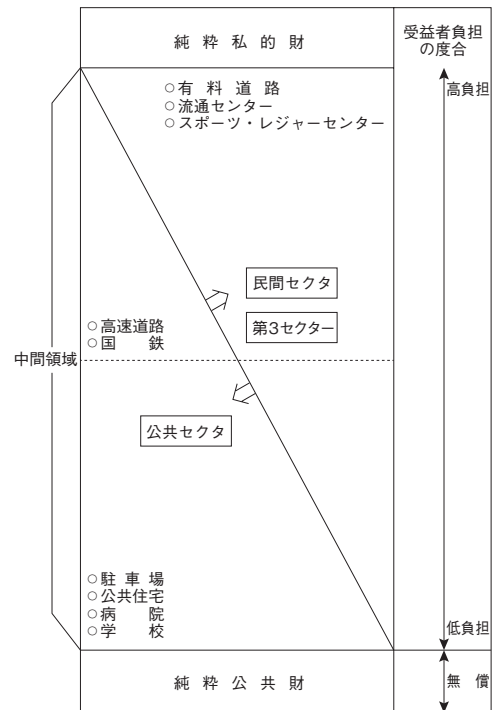 純粋私的財
受益者負担
の度合
高負担
○有料道路
○流通センター
○スポーツ・レジャーセンター
民間セクタ
第3セクター
○高速道路
○国鉄
中間領域
公共セクタ
○駐車場
○公共住宅
○病院
○学校
低負担
純粋公共財
無償